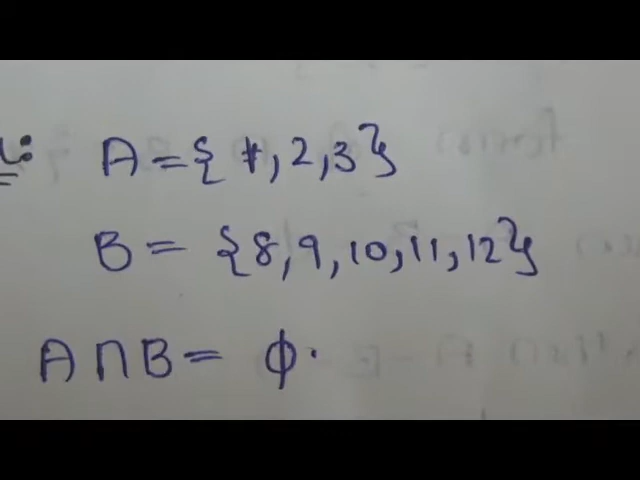 A = {1, 2, 3}
B = {8, 9, 10, 11, 12}
A ∩ B = ϕ.